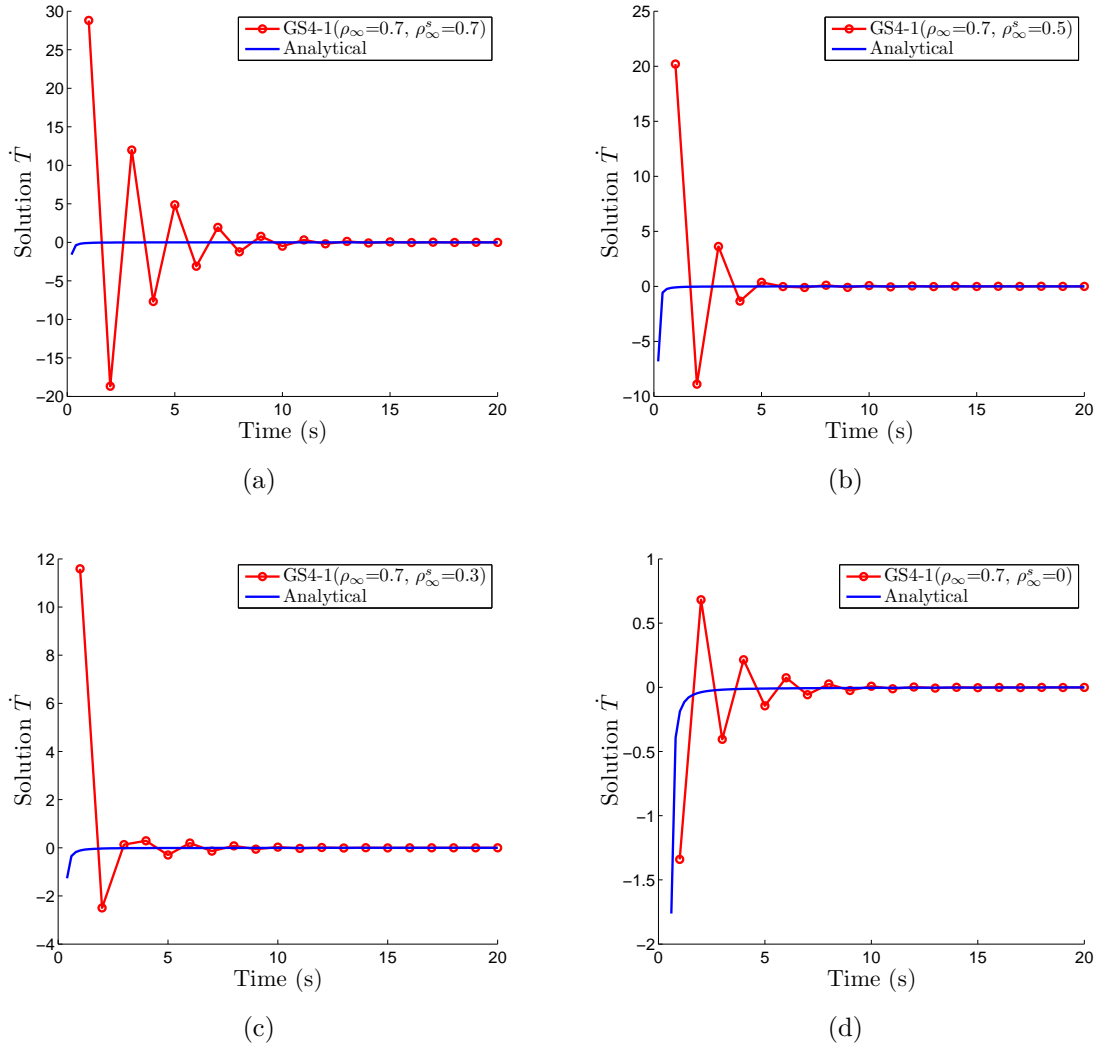 GS4-1(ρ∞=0.7, ρ∞ˢ=0.7)
Analytical
30
25
20
15
10
5
0
−5
−10
−15
−20
0 5 10 15 20
Solution Ṫ
Time (s)
(a)
GS4-1(ρ∞=0.7, ρ∞ˢ=0.5)
Analytical
25
20
15
10
5
0
−5
−10
0 5 10 15 20
Solution Ṫ
Time (s)
(b)
GS4-1(ρ∞=0.7, ρ∞ˢ=0.3)
Analytical
12
10
8
6
4
2
0
−2
−4
0 5 10 15 20
Solution Ṫ
Time (s)
(c)
GS4-1(ρ∞=0.7, ρ∞ˢ=0)
Analytical
1
0.5
0
−0.5
−1
−1.5
−2
0 5 10 15 20
Solution Ṫ
Time (s)
(d)